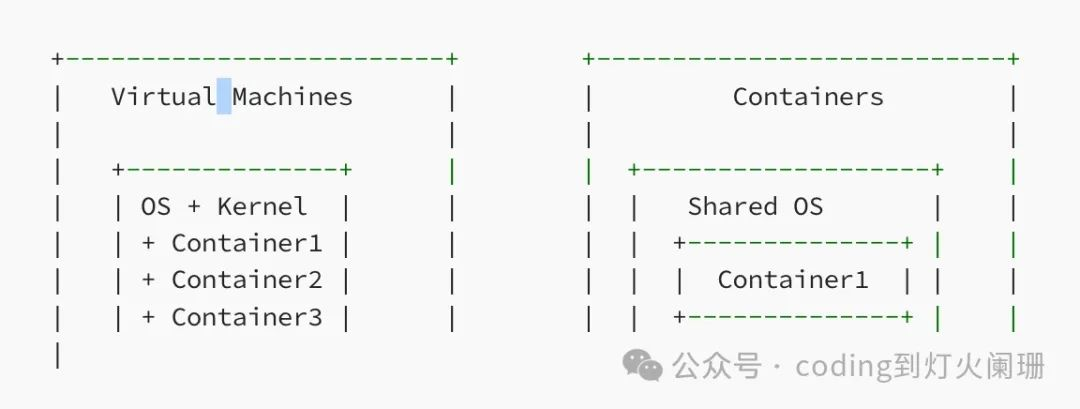 Virtual Machines
Containers
OS + Kernel
+ Container1
+ Container2
+ Container3
Shared OS
Container1
公众号 · coding到灯火阑珊